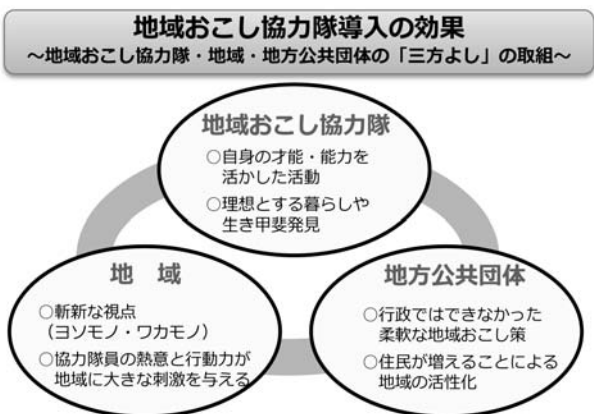 地域おこし協力隊導入の効果
～地域おこし協力隊・地域・地方公共団体の「三方よし」の取組～
地域おこし協力隊
○自身の才能・能力を
活かした活動
○理想とする暮らしや
生き甲斐発見
地 域
○斬新な視点
（ヨソモノ・ワカモノ）
○協力隊員の熱意と行動力が
地域に大きな刺激を与える
地方公共団体
○行政ではできなかった
柔軟な地域おこし策
○住民が増えることによる
地域の活性化